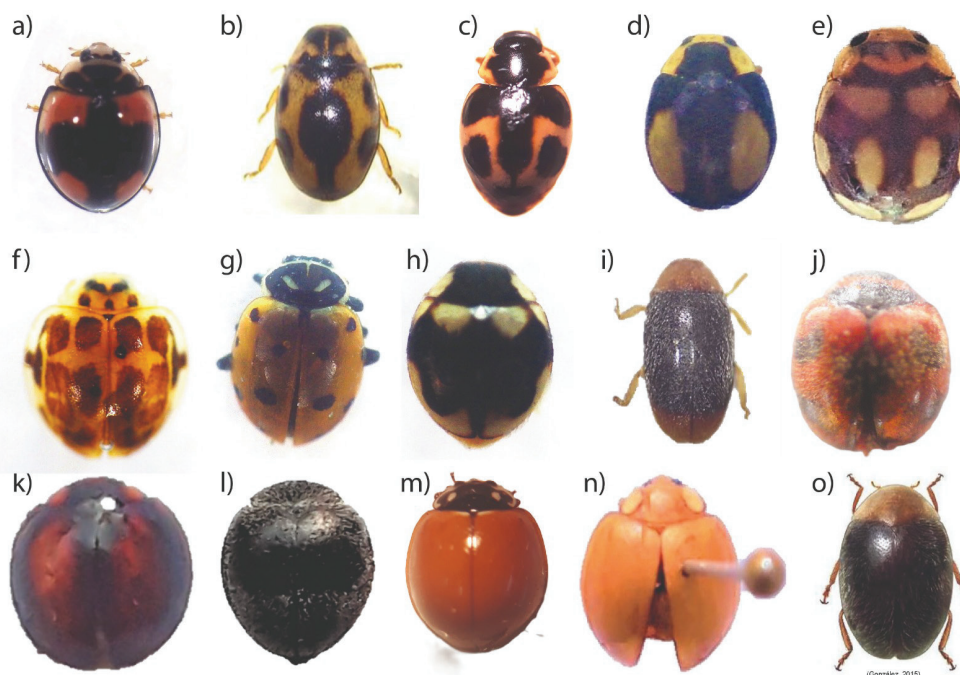 a)
b)
c)
d)
e)
f)
g)
h)
i)
j)
k)
l)
m)
n)
o)
(González, 2015)